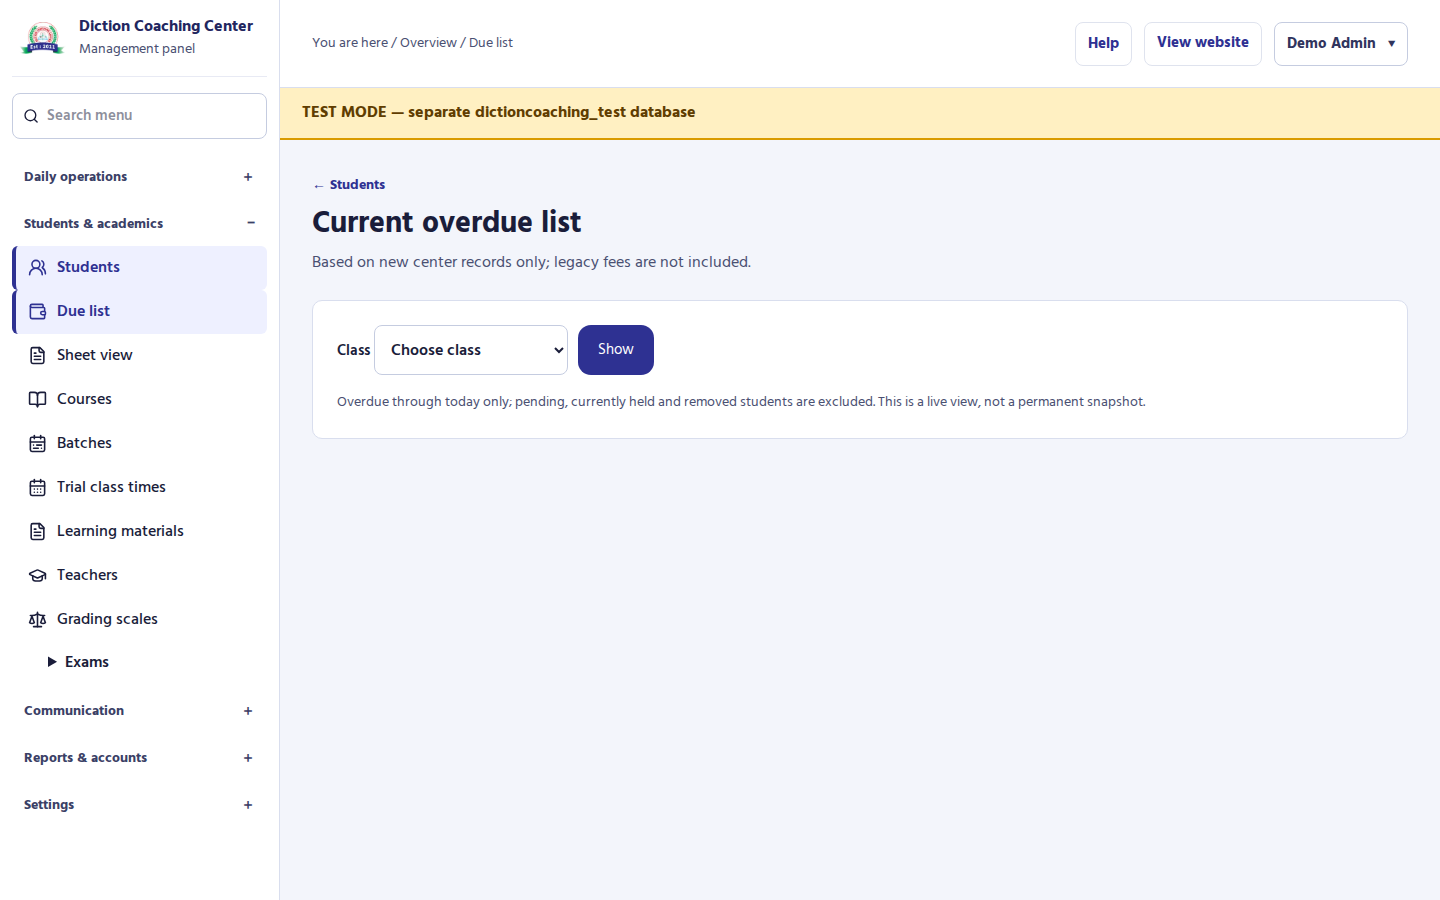 Diction Coaching Center
Management panel
Est : 2011
Search menu
Daily operations +
Students & academics −
Students
Due list
Sheet view
Courses
Batches
Trial class times
Learning materials
Teachers
Grading scales
▶ Exams
Communication +
Reports & accounts +
Settings +
You are here / Overview / Due list
Help
View website
Demo Admin ▾
TEST MODE — separate dictioncoaching_test database
← Students
Current overdue list
Based on new center records only; legacy fees are not included.
Class Choose class Show
Overdue through today only; pending, currently held and removed students are excluded. This is a live view, not a permanent snapshot.